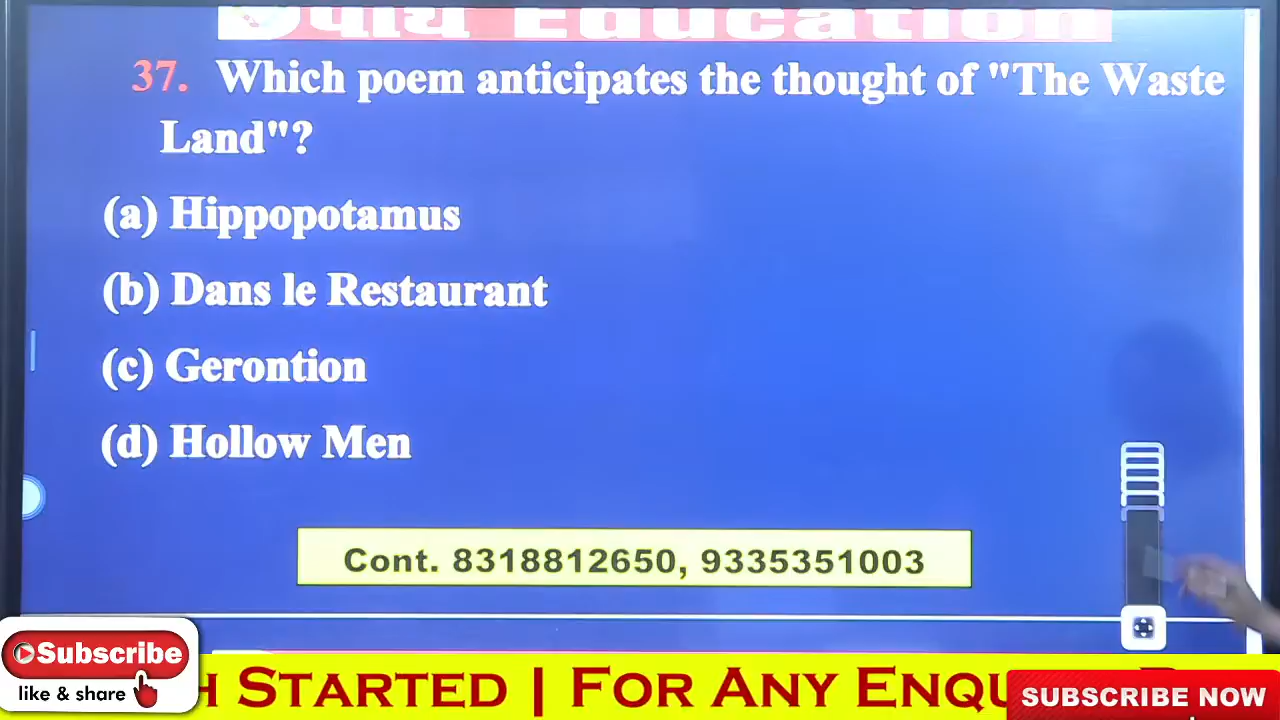 Education
37. Which poem anticipates the thought of "The Waste
Land"?
(a) Hippopotamus
(b) Dans le Restaurant
(c) Gerontion
(d) Hollow Men
Cont. 8318812650, 9335351003
Subscribe
like & share
H STARTED | FOR ANY ENQU
SUBSCRIBE NOW